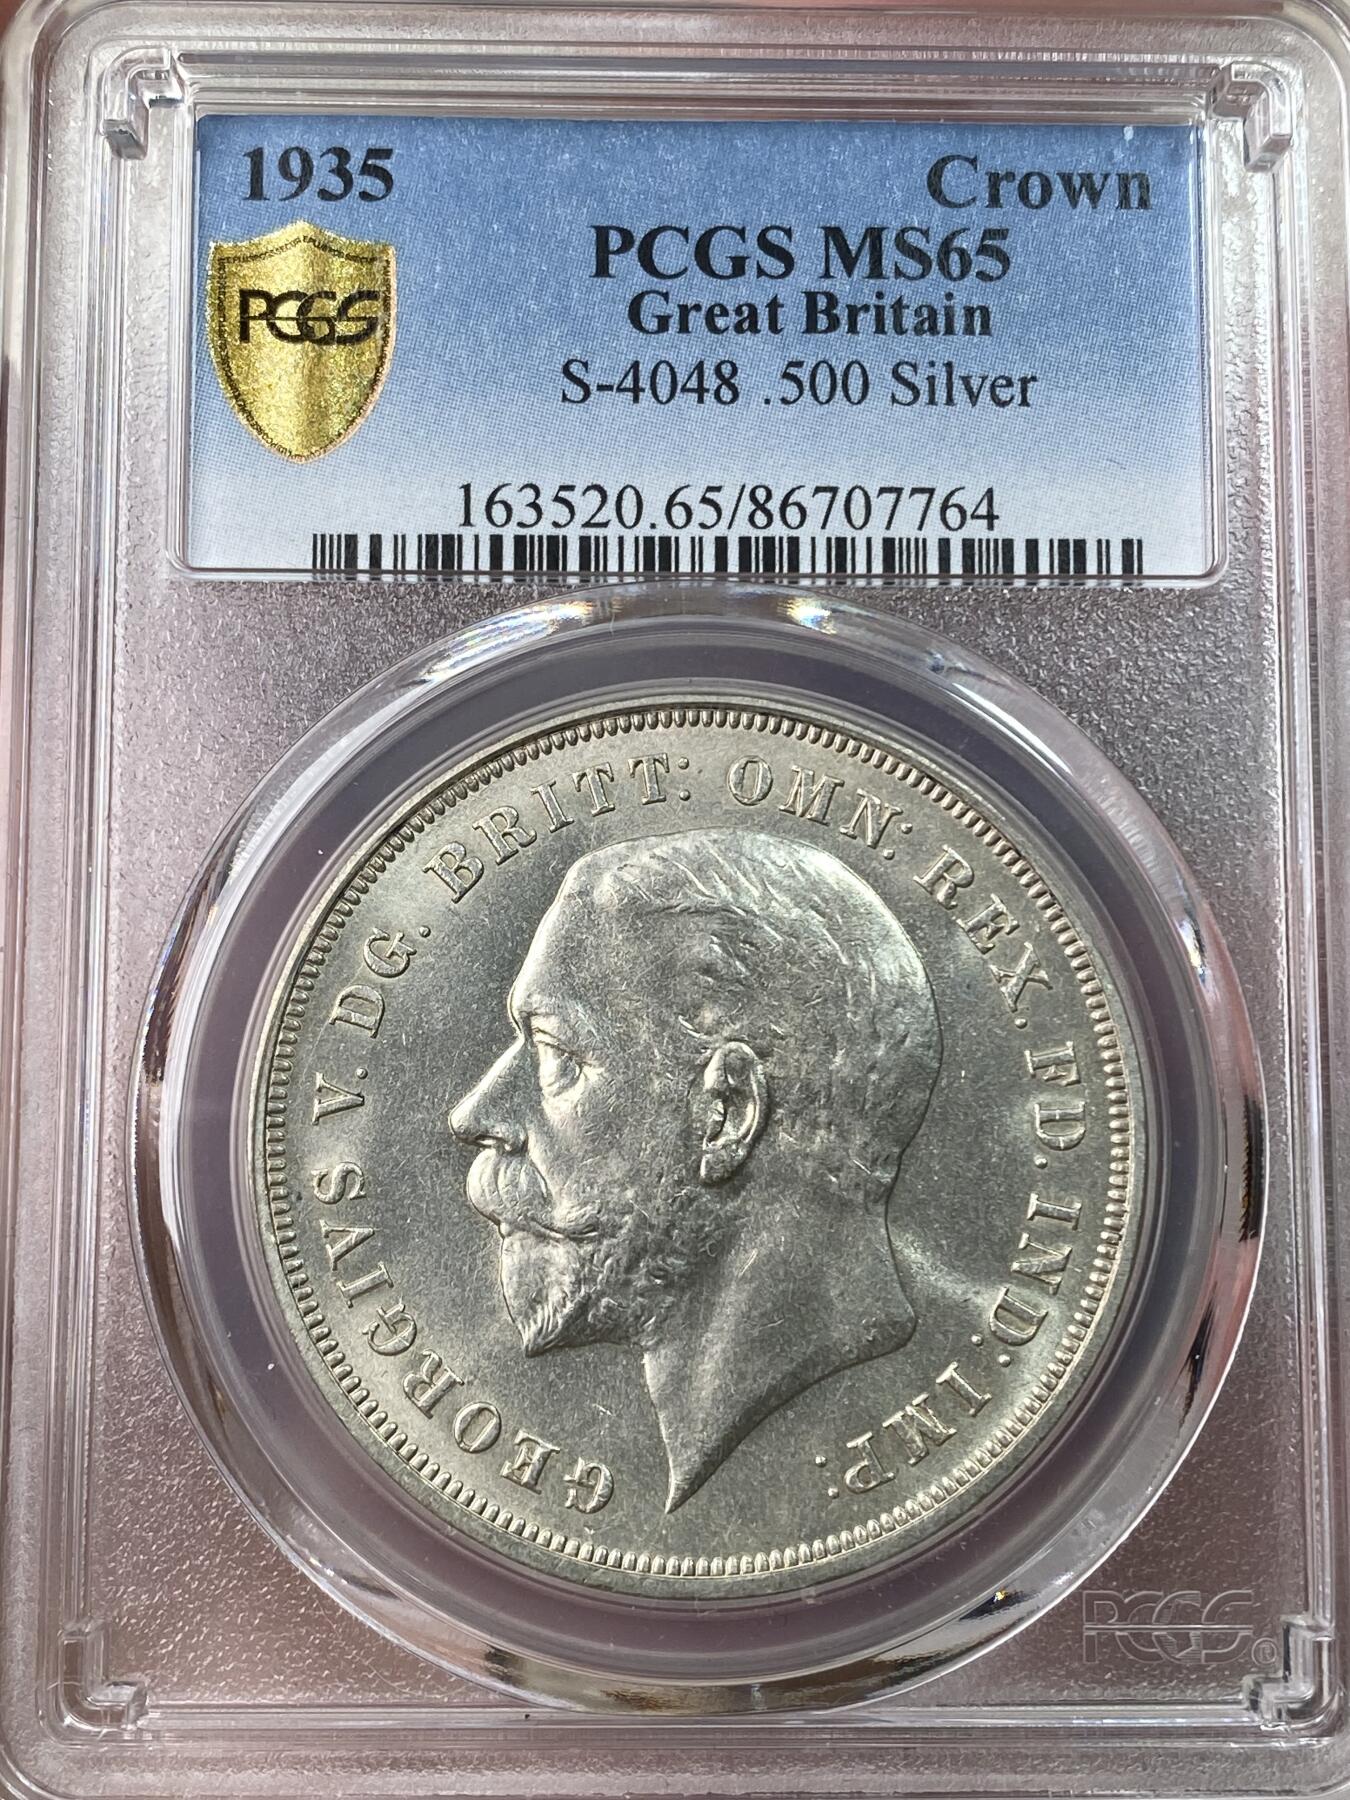 1935
Crown
PCGS
PCGS MS65
Great Britain
S-4048 .500 Silver
163520.65/86707764
GEORGIVS V. DG. BRITT: OMN: REX. FD. IND: IMP:
PCGS®